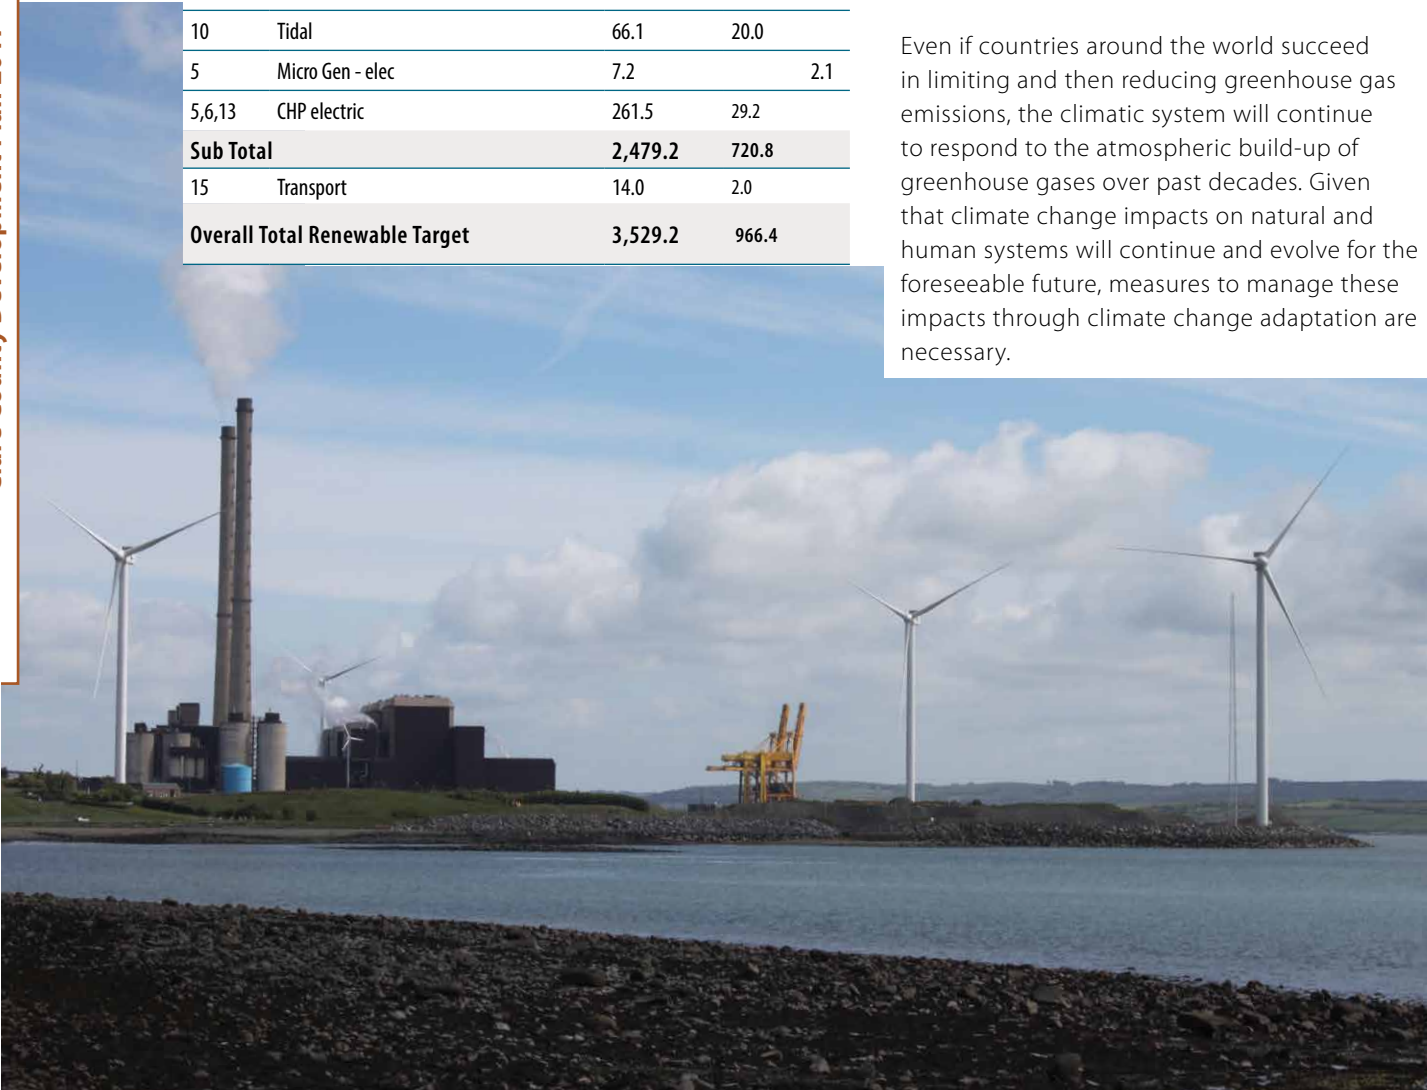 10 Tidal 66.1 20.0
5 Micro Gen - elec 7.2 2.1
5,6,13 CHP electric 261.5 29.2
Sub Total 2,479.2 720.8
15 Transport 14.0 2.0
Overall Total Renewable Target 3,529.2 966.4
Even if countries around the world succeed
in limiting and then reducing greenhouse gas
emissions, the climatic system will continue
to respond to the atmospheric build-up of
greenhouse gases over past decades. Given
that climate change impacts on natural and
human systems will continue and evolve for the
foreseeable future, measures to manage these
impacts through climate change adaptation are
necessary.